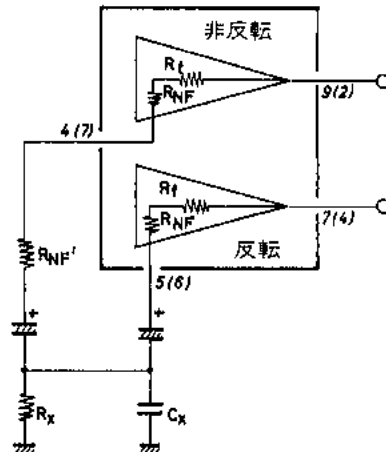 非反転
Rf
RNF
9(2)
4(7)
Rf
RNF
7(4)
反転
RNF'
5(6)
+
+
Rx
Cx